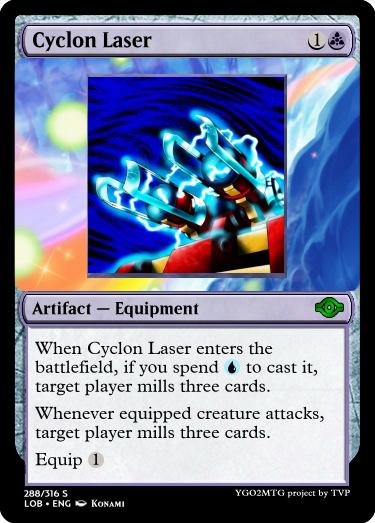 Cyclon Laser 1
Artifact — Equipment
When Cyclon Laser enters the
battlefield, if you spend to cast it,
target player mills three cards.
Whenever equipped creature attacks,
target player mills three cards.
Equip 1
288/316 S
LOB • ENG Konami
YGO2MTG project by TVP